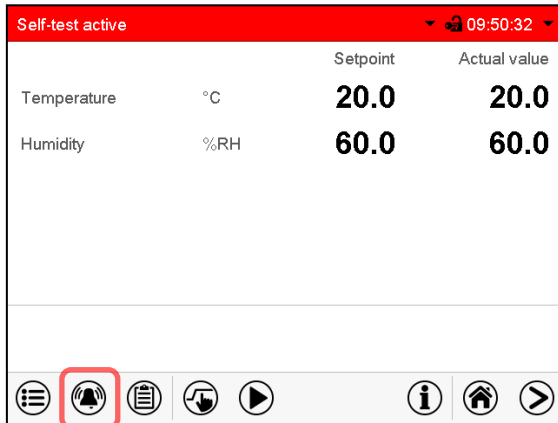 Self-test active 09:50:32
Setpoint Actual value
Temperature °C 20.0 20.0
Humidity %RH 60.0 60.0